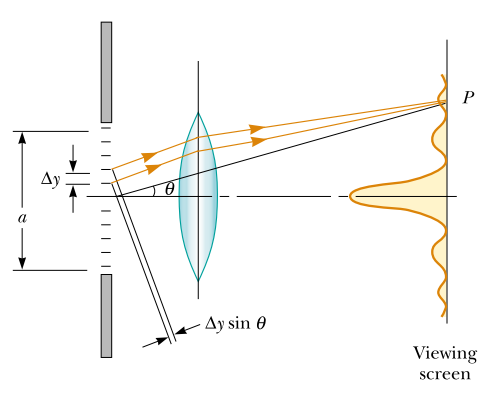 P
Δy
θ
a
Δy sin θ
Viewing
screen